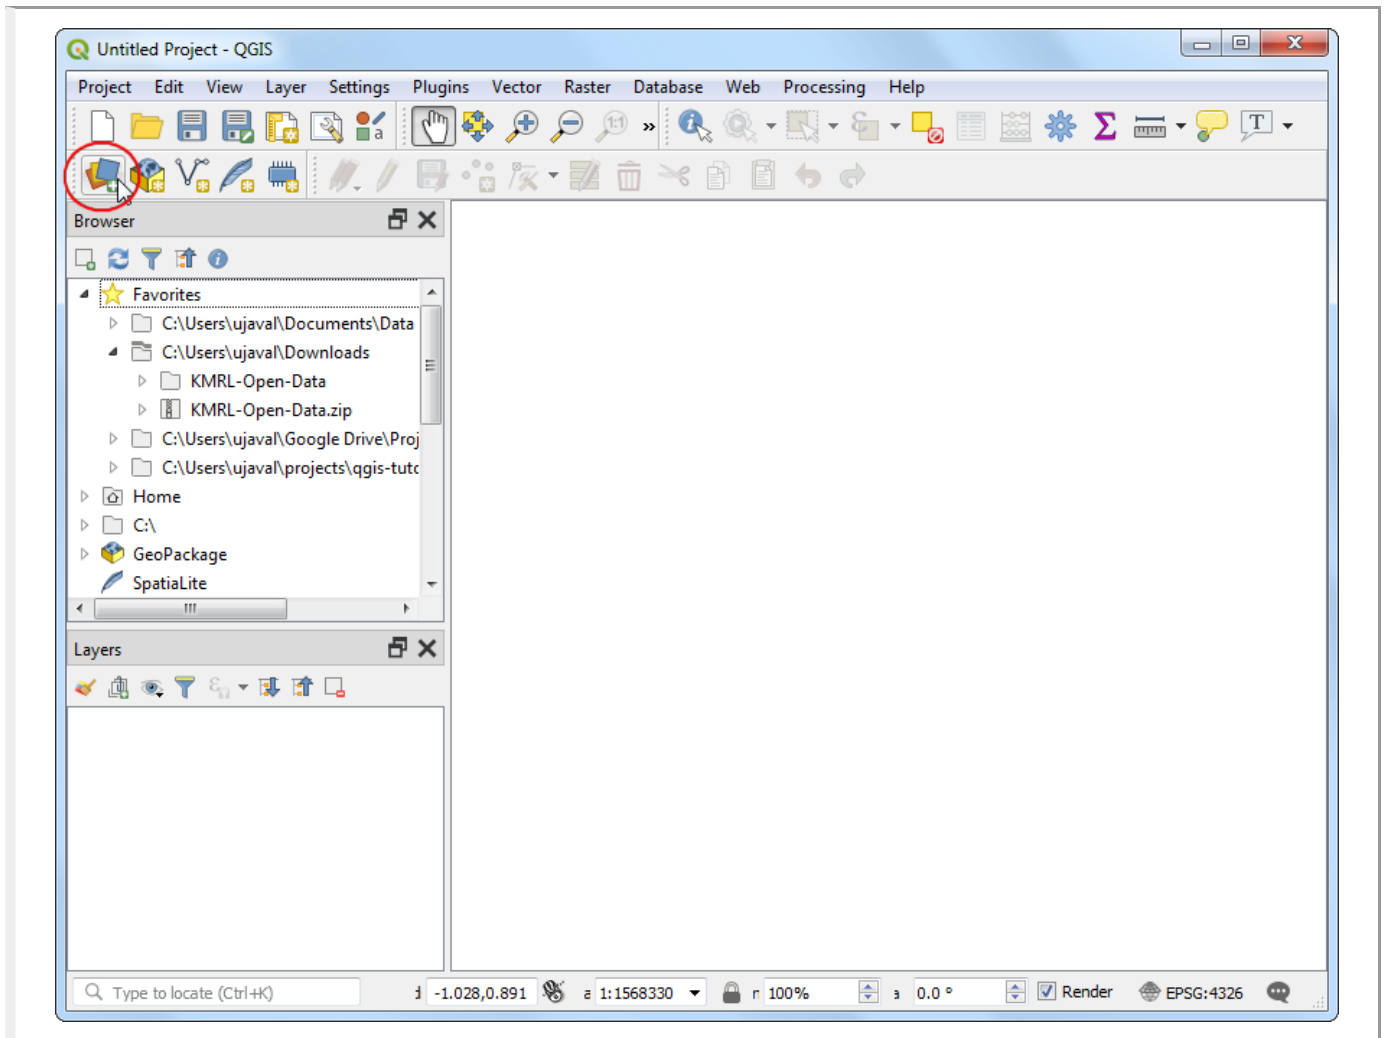 Untitled Project - QGIS
Project Edit View Layer Settings Plugins Vector Raster Database Web Processing Help
Browser
Favorites
C:\Users\ujaval\Documents\Data
C:\Users\ujaval\Downloads
KMRL-Open-Data
KMRL-Open-Data.zip
C:\Users\ujaval\Google Drive\Proj
C:\Users\ujaval\projects\qgis-tuto
Home
C:\
GeoPackage
SpatiaLite
Layers
Type to locate (Ctrl+K) -1.028,0.891 1:1568330 100% 0.0 ° Render EPSG:4326